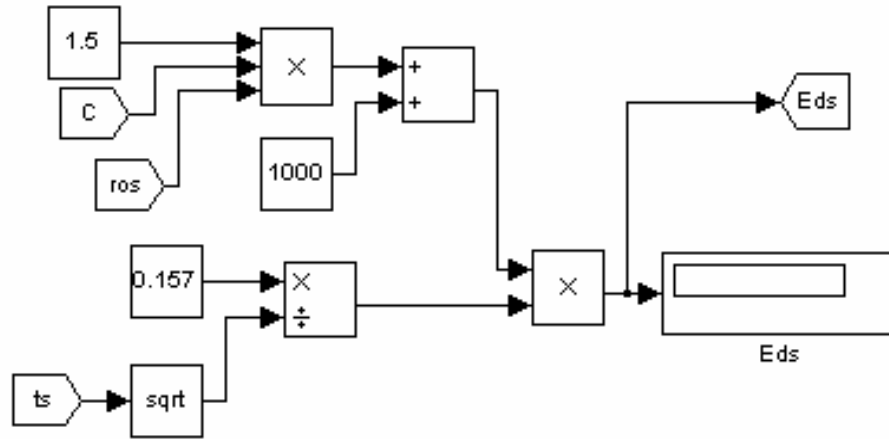 1.5
×
+
+
C
Eds
ros
1000
0.157
×
÷
×
Eds
ts
sqrt